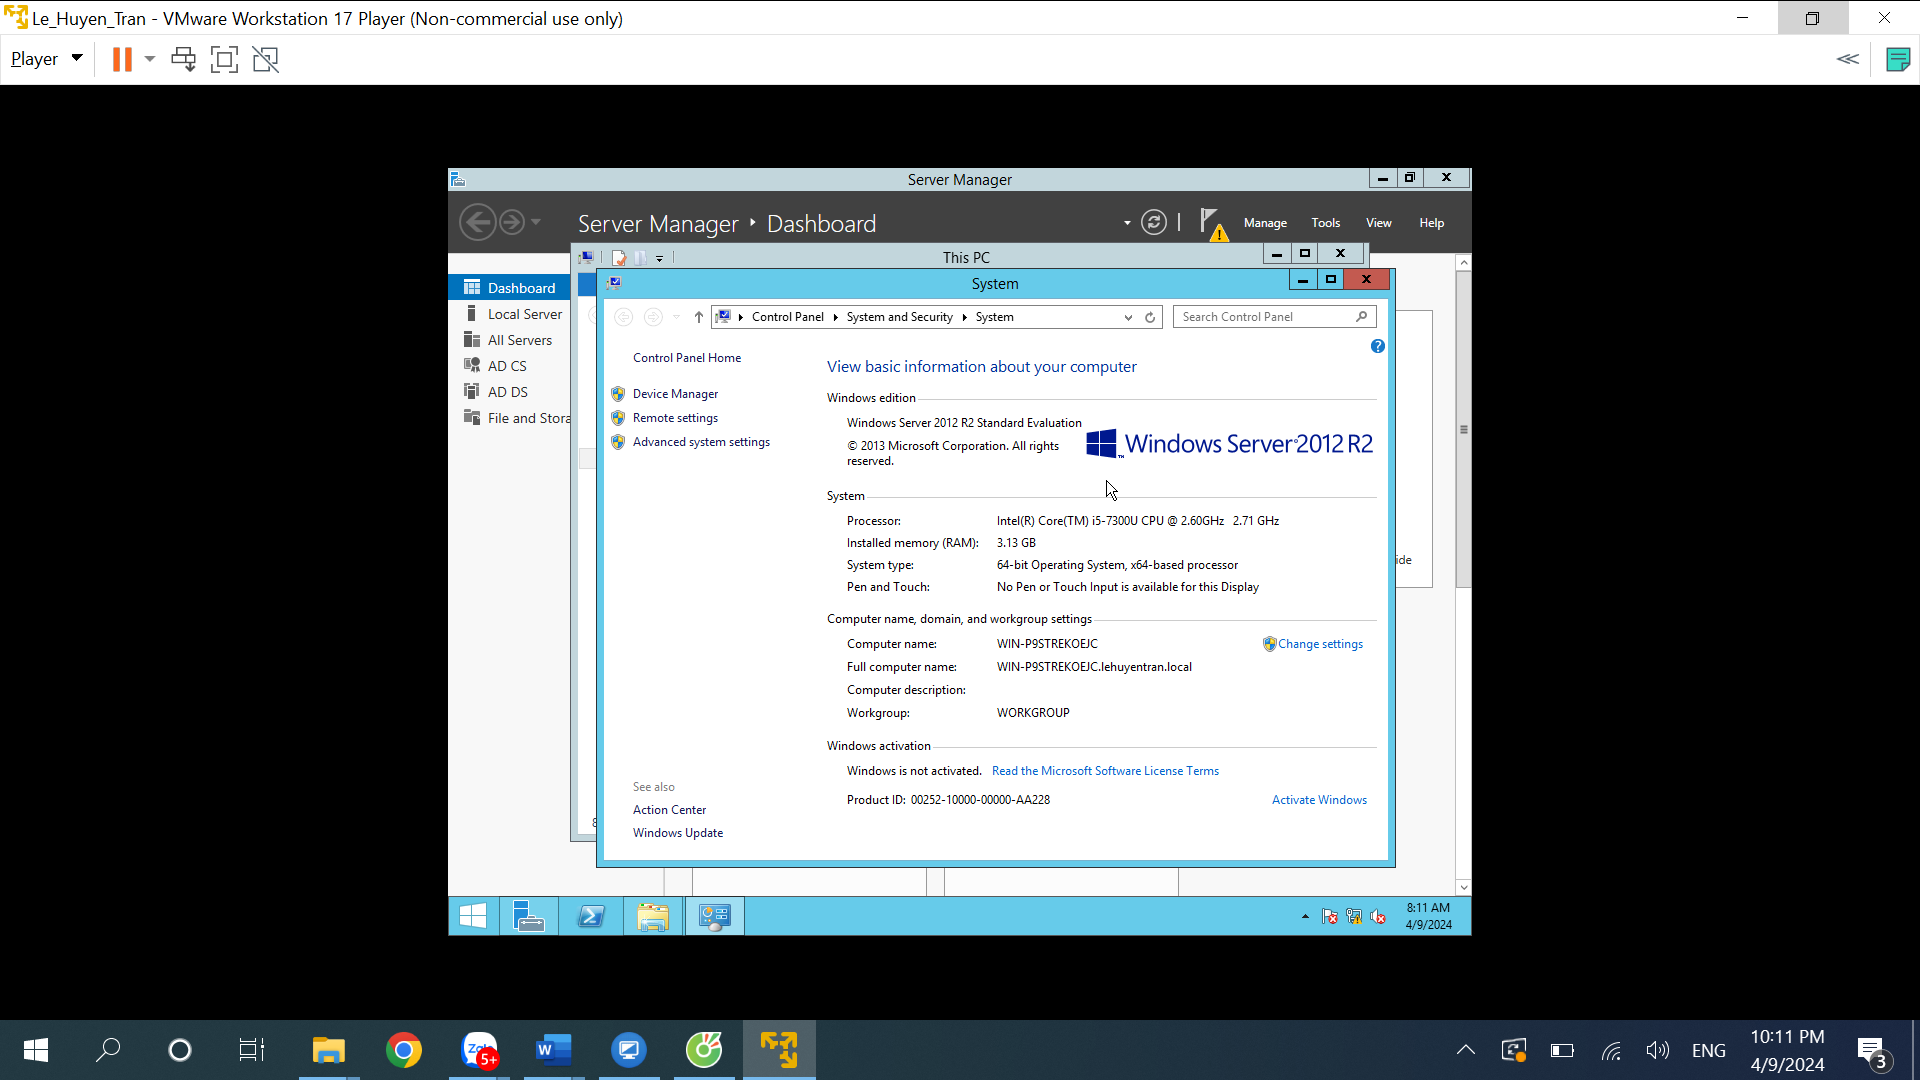 Le_Huyen_Tran - VMware Workstation 17 Player (Non-commercial use only)
Player
Server Manager
Server Manager Dashboard
Manage Tools View Help
This PC
System
Dashboard
Local Server
All Servers
AD CS
AD DS
File and Stora
Control Panel System and Security System
Search Control Panel
Control Panel Home
Device Manager
Remote settings
Advanced system settings
View basic information about your computer
Windows edition
Windows Server 2012 R2 Standard Evaluation
© 2013 Microsoft Corporation. All rights
reserved.
Windows Server 2012 R2
System
Processor: Intel(R) Core(TM) i5-7300U CPU @ 2.60GHz 2.71 GHz
Installed memory (RAM): 3.13 GB
System type: 64-bit Operating System, x64-based processor
Pen and Touch: No Pen or Touch Input is available for this Display
ide
Computer name, domain, and workgroup settings
Computer name: WIN-P9STREKOEJC Change settings
Full computer name: WIN-P9STREKOEJC.lehuyentran.local
Computer description:
Workgroup: WORKGROUP
Windows activation
Windows is not activated. Read the Microsoft Software License Terms
Product ID: 00252-10000-00000-AA228 Activate Windows
See also
Action Center
Windows Update
8:11 AM
4/9/2024
Zalo
5+
W
ENG
10:11 PM
4/9/2024
3